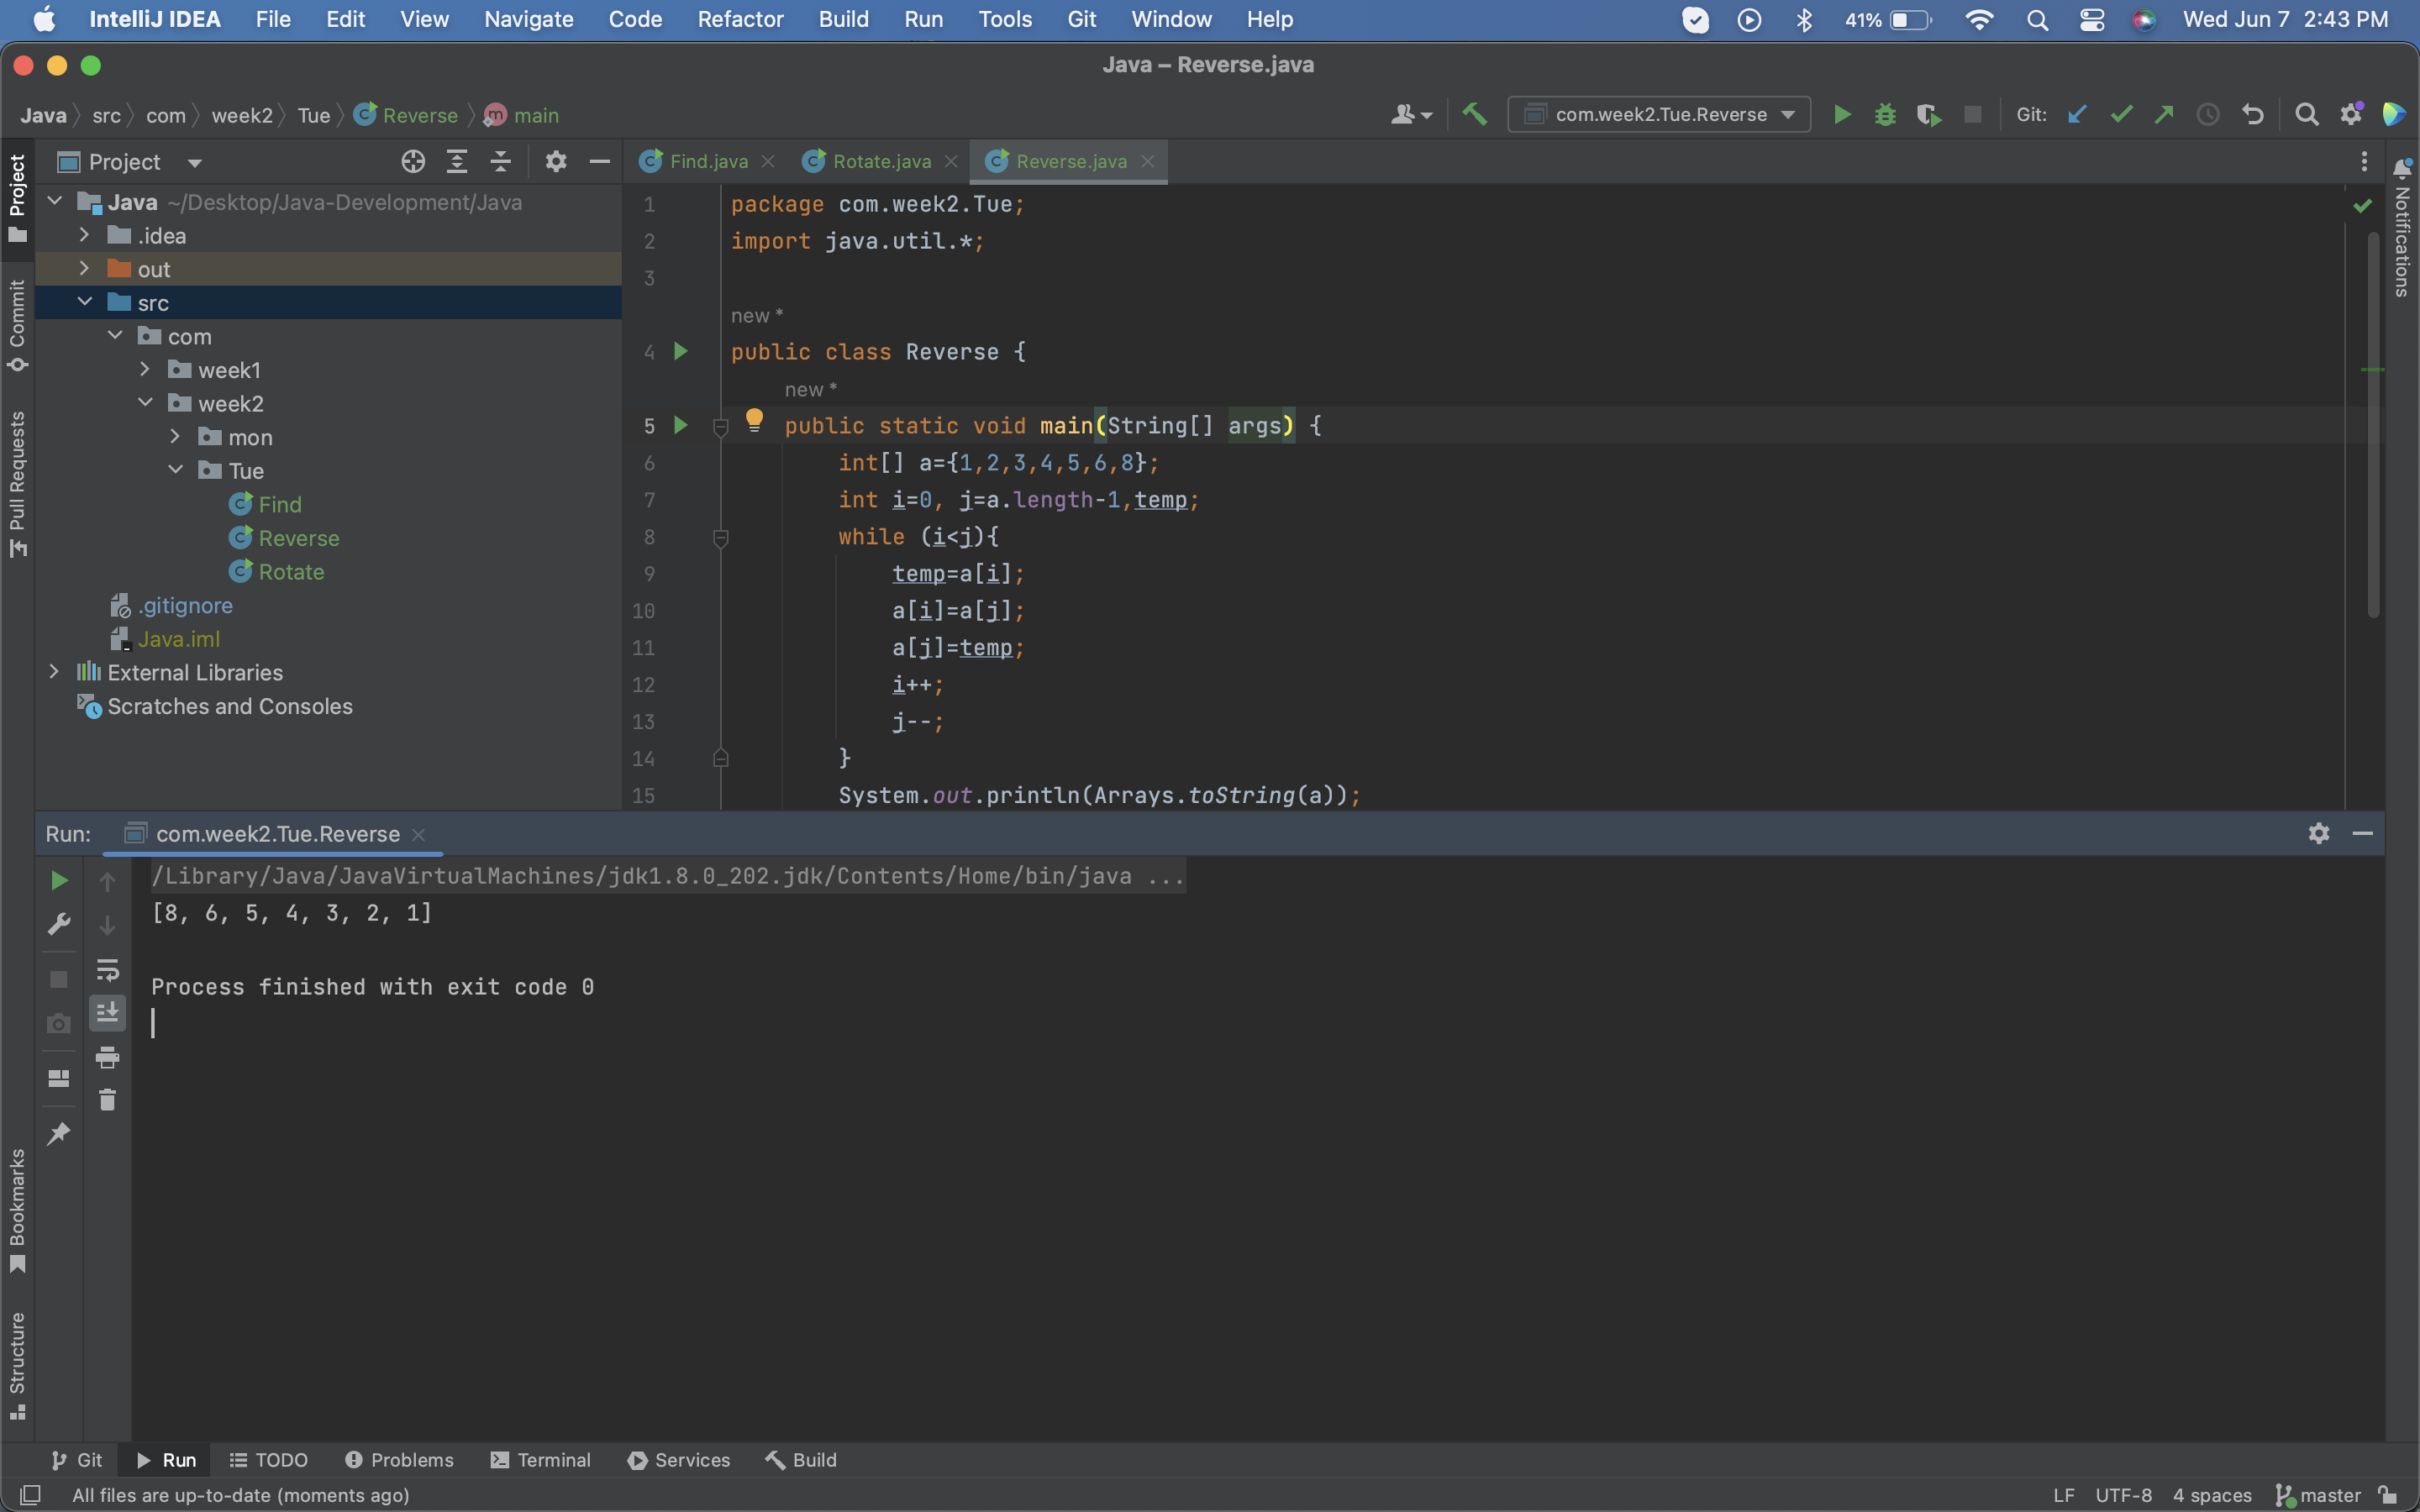 IntelliJ IDEA File Edit View Navigate Code Refactor Build Run Tools Git Window Help 41% Wed Jun 7 2:43 PM
Java – Reverse.java
Java src com week2 Tue Reverse main com.week2.Tue.Reverse Git:
Project
Find.java Rotate.java Reverse.java
Project
Commit
Pull Requests
Bookmarks
Structure
Notifications
Java ~/Desktop/Java-Development/Java
.idea
out
src
com
week1
week2
mon
Tue
Find
Reverse
Rotate
.gitignore
Java.iml
External Libraries
Scratches and Consoles
1 package com.week2.Tue;
2 import java.util.*;
3
new *
4 public class Reverse {
new *
5 public static void main(String[] args) {
6 int[] a={1,2,3,4,5,6,8};
7 int i=0, j=a.length-1,temp;
8 while (i<j){
9 temp=a[i];
10 a[i]=a[j];
11 a[j]=temp;
12 i++;
13 j--;
14 }
15 System.out.println(Arrays.toString(a));
Run: com.week2.Tue.Reverse
/Library/Java/JavaVirtualMachines/jdk1.8.0_202.jdk/Contents/Home/bin/java ...
[8, 6, 5, 4, 3, 2, 1]
Process finished with exit code 0
Git Run TODO Problems Terminal Services Build
All files are up-to-date (moments ago) LF UTF-8 4 spaces master